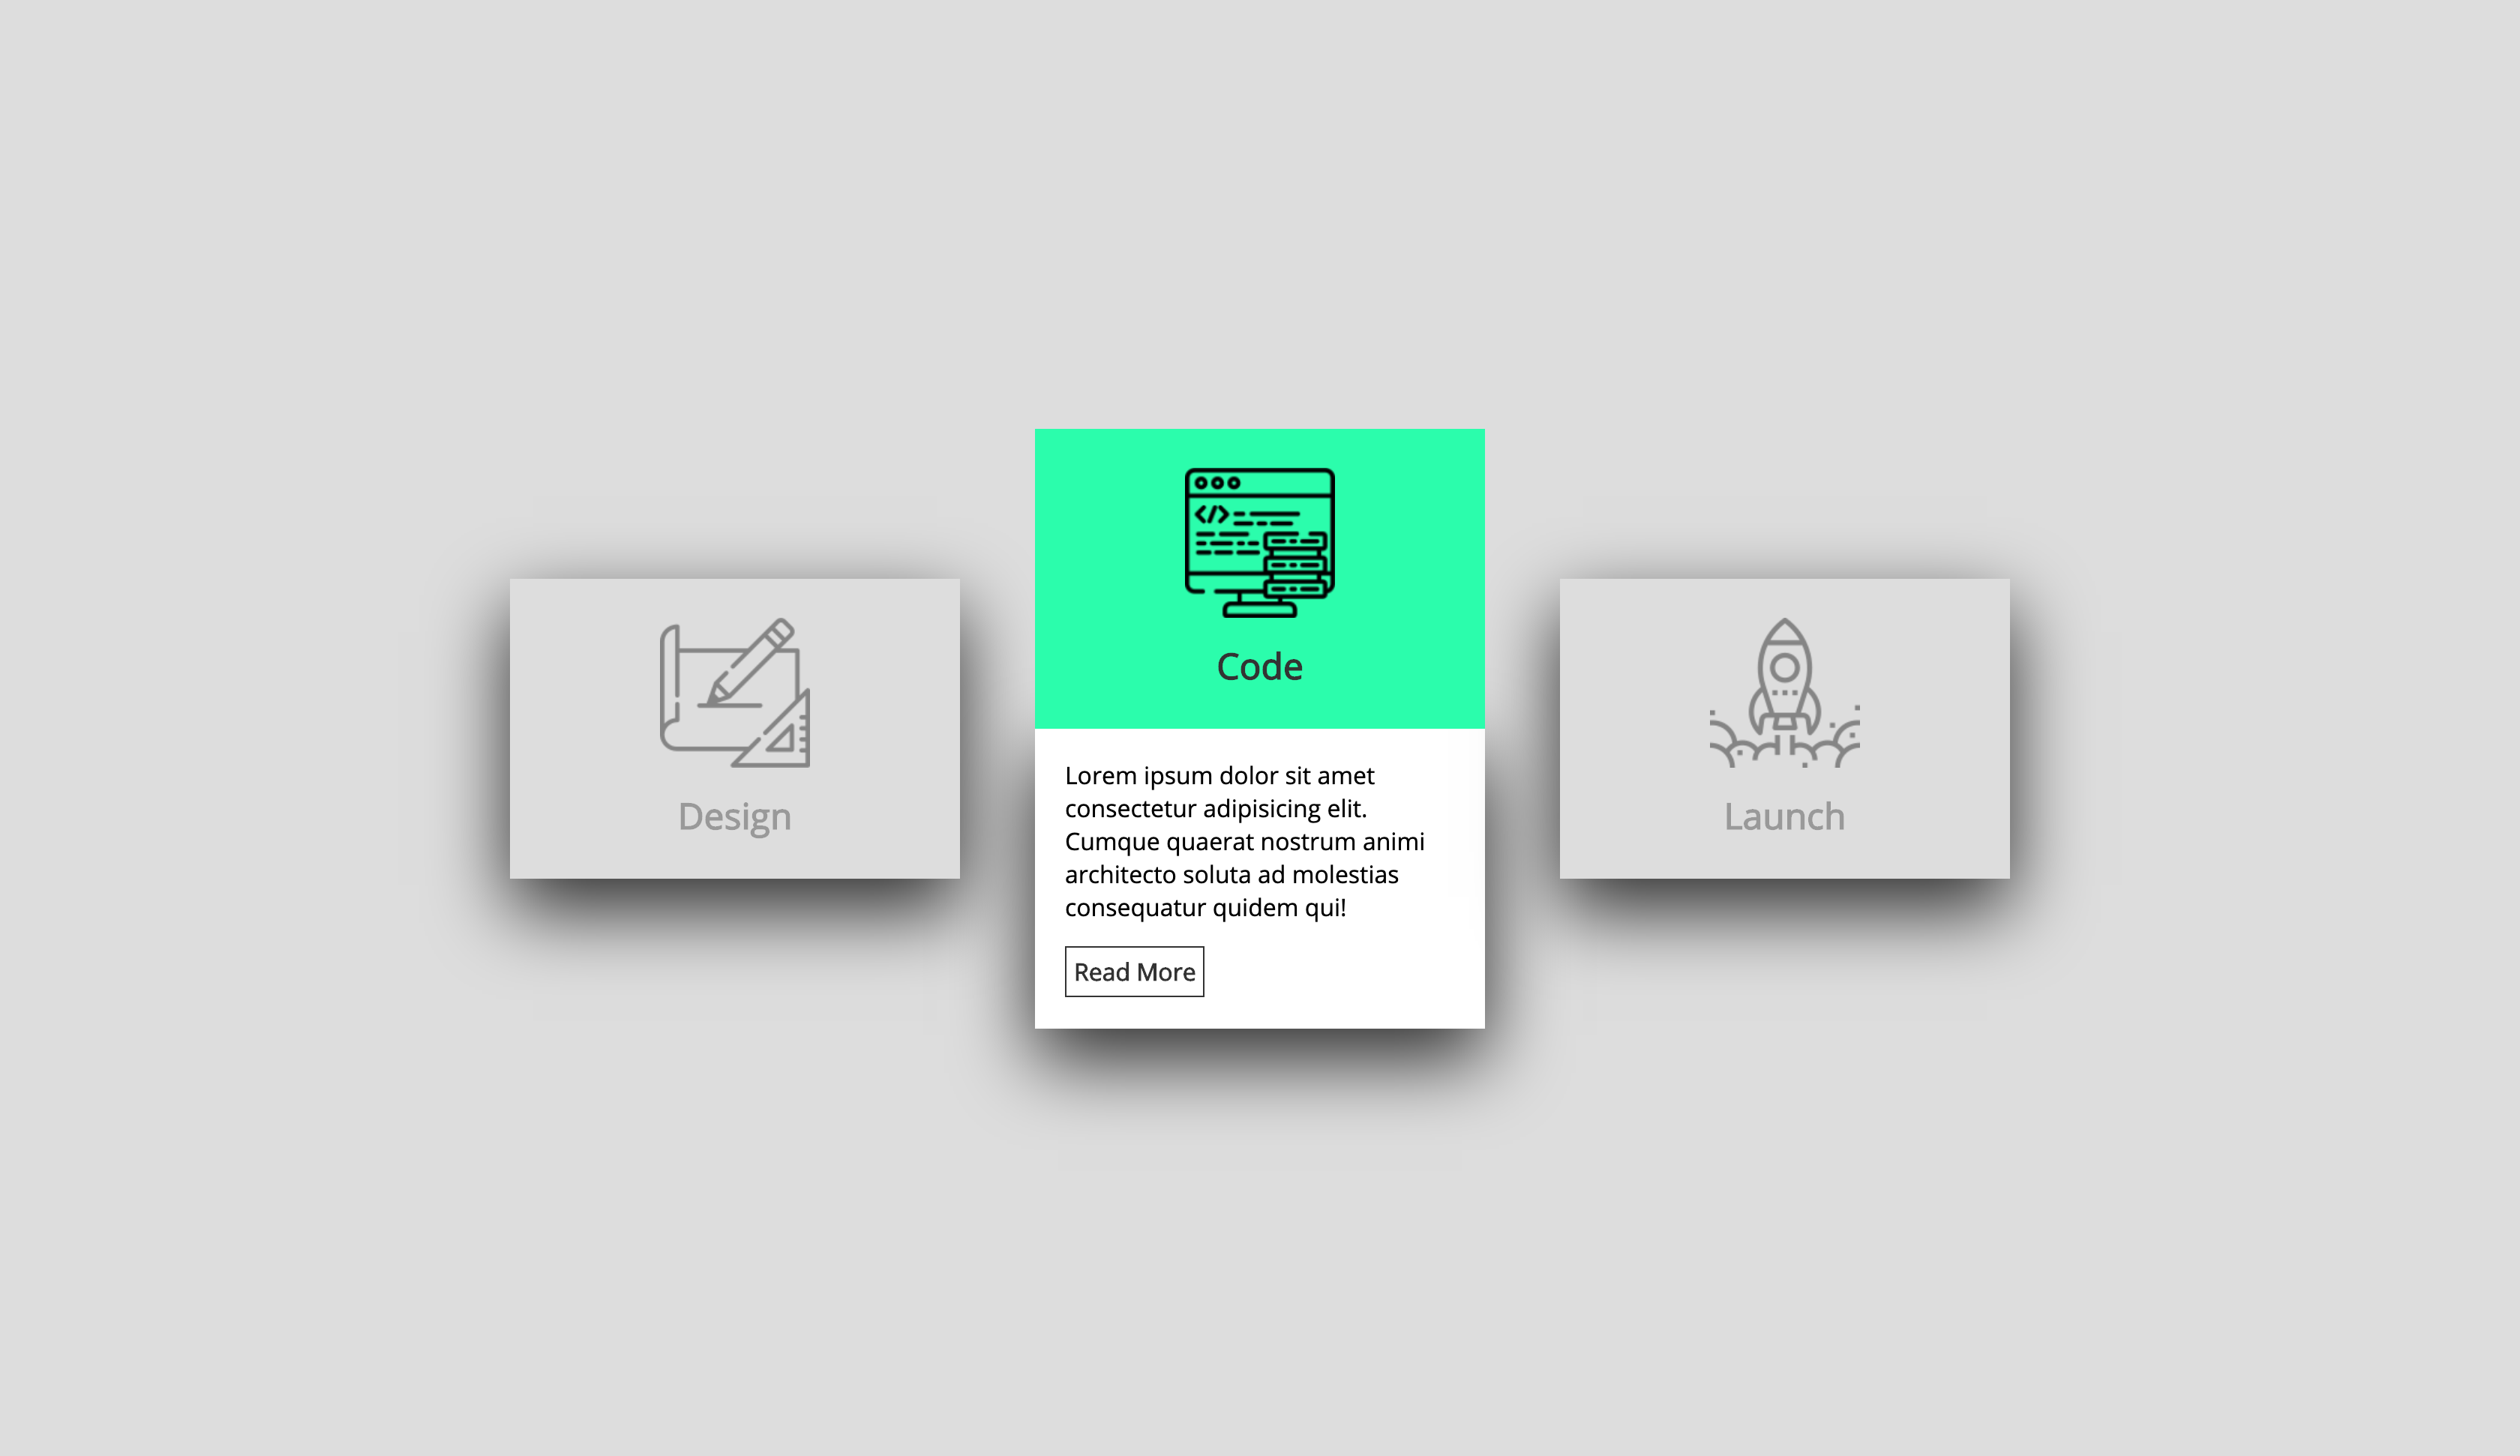 Design
</>
Code
Lorem ipsum dolor sit amet
consectetur adipisicing elit.
Cumque quaerat nostrum animi
architecto soluta ad molestias
consequatur quidem qui!
Read More
Launch